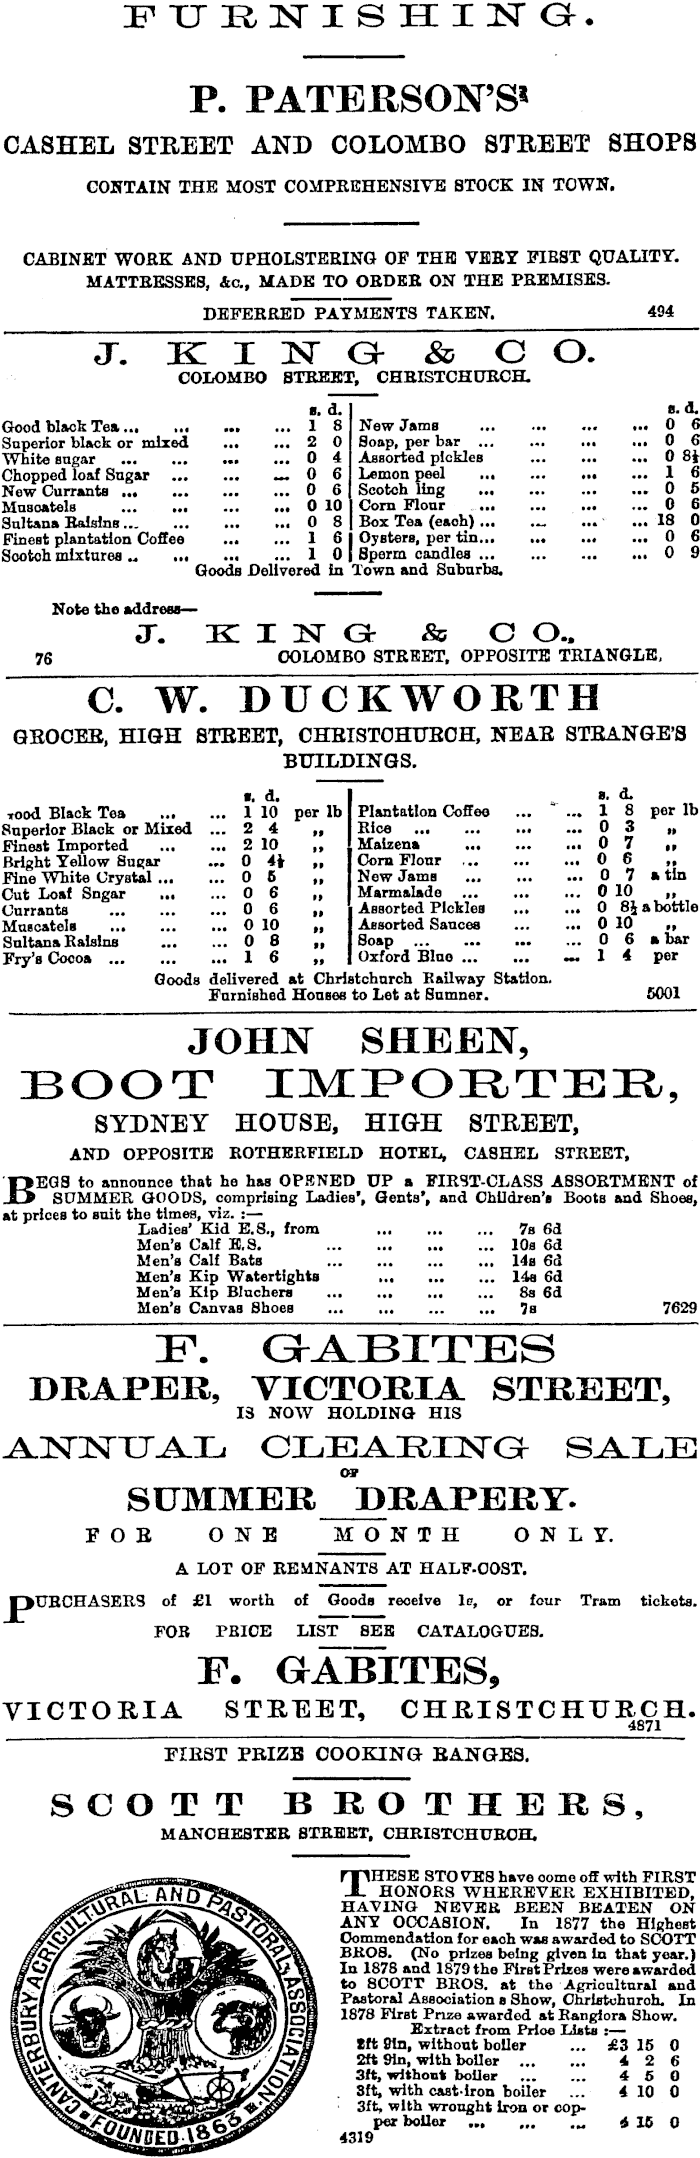 FURNISHING.
P. PATERSON'S
CASHEL STREET AND COLOMBO STREET SHOPS
CONTAIN THE MOST COMPREHENSIVE STOCK IN TOWN.
CABINET WORK AND UPHOLSTERING OF THE VERY FIRST QUALITY.
MATTRESSES, &c., MADE TO ORDER ON THE PREMISES.
DEFERRED PAYMENTS TAKEN. 494
J. KING & CO.
COLOMBO STREET, CHRISTCHURCH.
s. d.
Good black Tea ... ... ... ... 1 8
Superior black or mixed ... ... 2 0
White sugar ... ... ... ... 0 4
Chopped loaf Sugar ... ... ... 0 6
New Currants ... ... ... ... 0 6
Muscatels ... ... ... 0 10
Sultana Raisins ... ... ... ... 0 8
Finest plantation Coffee ... ... 1 6
Scotch mixtures .. ... ... ... 1 0
s. d.
New Jams ... ... ... ... 0 6
Soap, per bar ... ... ... ... 0 6
Assorted pickles ... ... ... 0 8½
Lemon peel ... ... ... ... 1 6
Scotch ling ... ... ... ... 0 5
Corn Flour ... ... ... ... 0 6
Box Tea (each) ... ... ... ... 18 0
Oysters, per tin ... ... ... ... 0 6
Sperm candles ... ... ... ... 0 9
Goods Delivered in Town and Suburbs.
Note the address—
J. KING & CO.,
76 COLOMBO STREET, OPPOSITE TRIANGLE,
C. W. DUCKWORTH
GROCER, HIGH STREET, CHRISTCHURCH, NEAR STRANGE'S
BUILDINGS.
s. d.
ood Black Tea ... ... 1 10 per lb
Superior Black or Mixed ... 2 4 „
Finest Imported ... ... 2 10 „
Bright Yellow Sugar ... 0 4½ „
Fine White Crystal ... ... 0 5 „
Cut Loaf Sugar ... ... 0 6 „
Currants ... ... ... 0 6 „
Muscatels ... ... ... 0 10 „
Sultana Raisins ... ... 0 8 „
Fry's Cocoa ... ... ... 1 6 „
s. d.
Plantation Coffee ... ... 1 8 per lb
Rice ... ... ... ... 0 3 „
Maizena ... ... ... 0 7 „
Corn Flour ... ... ... 0 6 „
New Jams ... ... ... 0 7 a tin
Marmalade ... ... ... 0 10 „
Assorted Pickles ... ... 0 8½ a bottle
Assorted Sauces ... ... 0 10 „
Soap ... ... ... ... 0 6 a bar
Oxford Blue ... ... ... 1 4 per
Goods delivered at Christchurch Railway Station.
Furnished Houses to Let at Sumner. 5001
JOHN SHEEN,
BOOT IMPORTER,
SYDNEY HOUSE, HIGH STREET,
AND OPPOSITE ROTHERFIELD HOTEL, CASHEL STREET,
BEGS to announce that he has OPENED UP a FIRST-CLASS ASSORTMENT of
SUMMER GOODS, comprising Ladies', Gents', and Children's Boots and Shoes,
at prices to suit the times, viz. :—
Ladies' Kid E.S., from ... ... ... 7s 6d
Men's Calf E.S. ... ... ... ... 10s 6d
Men's Calf Bats ... ... ... ... 14s 6d
Men's Kip Watertights ... ... ... 14s 6d
Men's Kip Bluchers ... ... ... ... 8s 6d
Men's Canvas Shoes ... ... ... ... 7s 7629
F. GABITES
DRAPER, VICTORIA STREET,
IS NOW HOLDING HIS
ANNUAL CLEARING SALE
OF
SUMMER DRAPERY.
FOR ONE MONTH ONLY.
A LOT OF REMNANTS AT HALF-COST.
PURCHASERS of £1 worth of Goods receive 1s, or four Tram tickets.
FOR PRICE LIST SEE CATALOGUES.
F. GABITES,
VICTORIA STREET, CHRISTCHURCH.
4871
FIRST PRIZE COOKING RANGES.
SCOTT BROTHERS,
MANCHESTER STREET, CHRISTCHURCH.
CANTERBURY AGRICULTURAL AND PASTORAL ASSOCIATION
FOUNDED 1863
THESE STOVES have come off with FIRST
HONORS WHEREVER EXHIBITED,
HAVING NEVER BEEN BEATEN ON
ANY OCCASION. In 1877 the Highest
Commendation for each was awarded to SCOTT
BROS. (No prizes being given in that year.)
In 1878 and 1879 the First Prizes were awarded
to SCOTT BROS. at the Agricultural and
Pastoral Association s Show, Christchurch. In
1878 First Prize awarded at Rangiora Show.
Extract from Price Lists :—
2ft 9in, without boiler ... £3 15 0
2ft 9in, with boiler ... ... 4 2 6
3ft, without boiler ... ... 4 5 0
3ft, with cast-iron boiler ... 4 10 0
3ft, with wrought iron or cop-
per boiler ... ... ... 4 15 0
4319